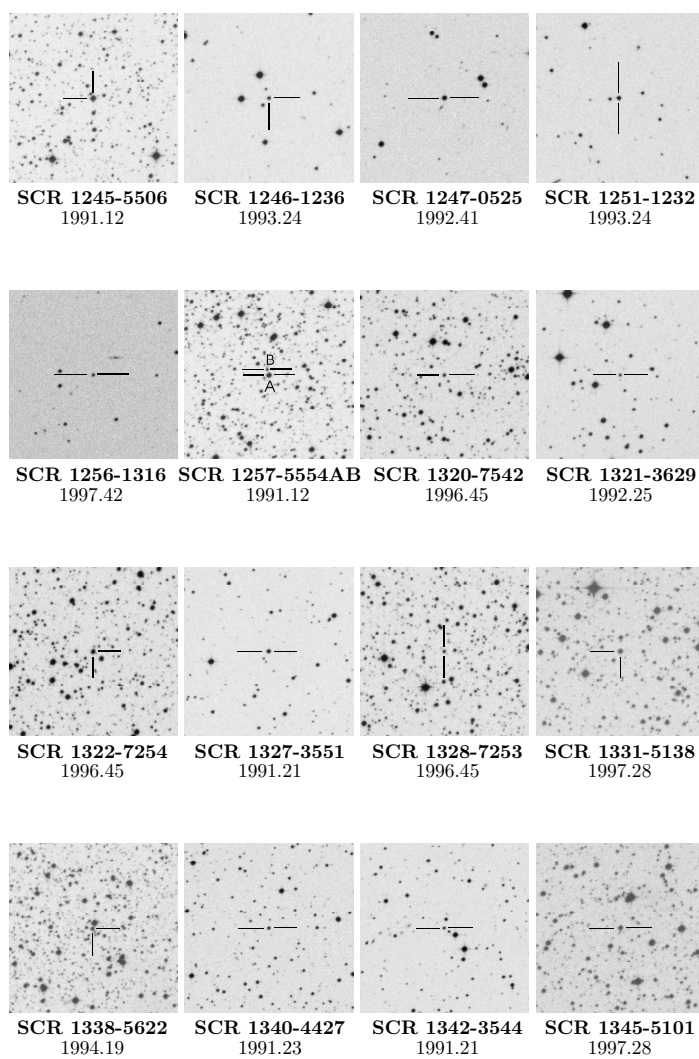 SCR 1245-5506 SCR 1246-1236 SCR 1247-0525 SCR 1251-1232
1991.12 1993.24 1992.41 1993.24
B
A
SCR 1256-1316 SCR 1257-5554AB SCR 1320-7542 SCR 1321-3629
1997.42 1991.12 1996.45 1992.25
SCR 1322-7254 SCR 1327-3551 SCR 1328-7253 SCR 1331-5138
1996.45 1991.21 1996.45 1997.28
SCR 1338-5622 SCR 1340-4427 SCR 1342-3544 SCR 1345-5101
1994.19 1991.23 1991.21 1997.28